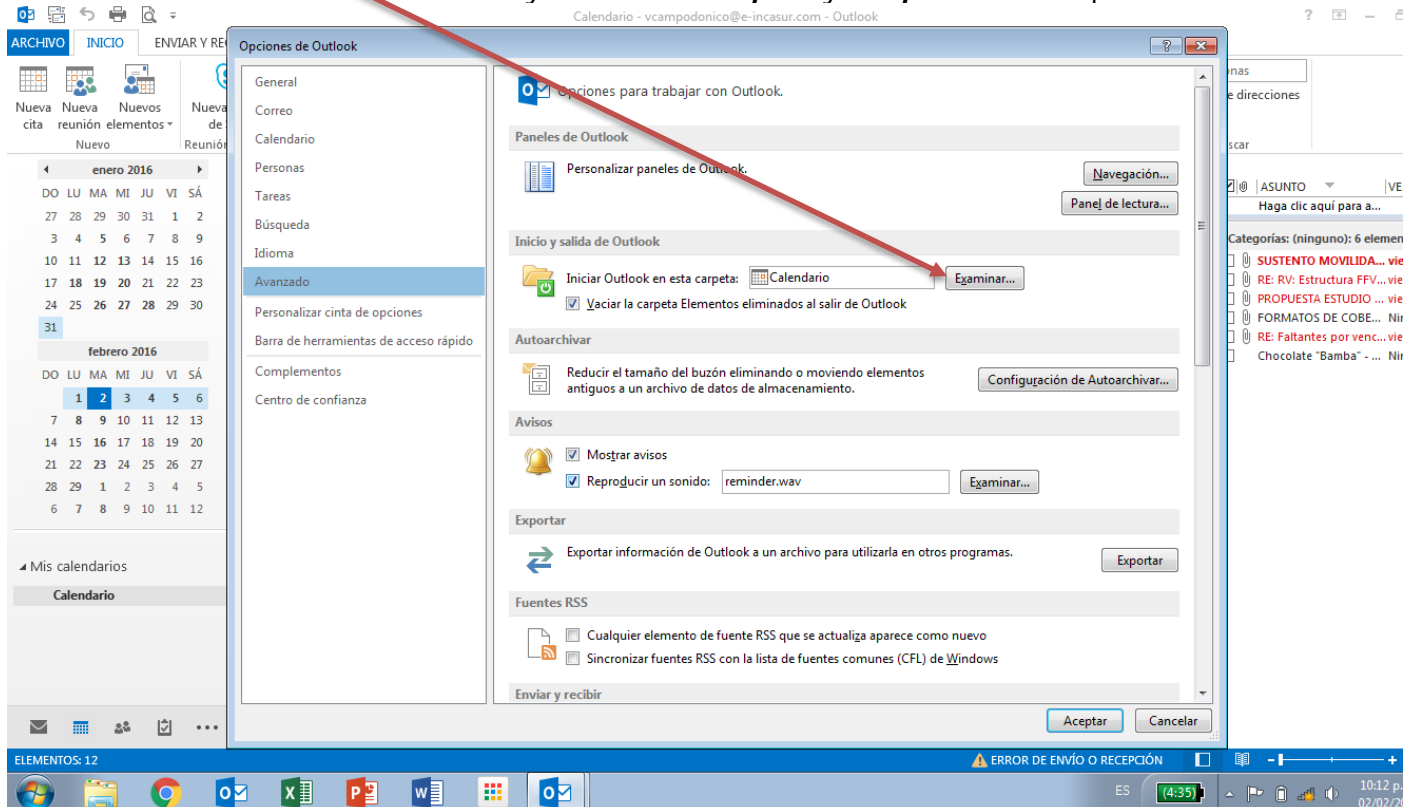 Calendario - vcampodonico@e-incasur.com - Outlook
ARCHIVO INICIO ENVIAR Y RE
Nueva cita
Nueva reunión
Nuevos elementos
Nuevo
Nueva
de
Reunión
enero 2016
DO LU MA MI JU VI SÁ
27 28 29 30 31 1 2
3 4 5 6 7 8 9
10 11 12 13 14 15 16
17 18 19 20 21 22 23
24 25 26 27 28 29 30
31
febrero 2016
DO LU MA MI JU VI SÁ
1 2 3 4 5 6
7 8 9 10 11 12 13
14 15 16 17 18 19 20
21 22 23 24 25 26 27
28 29 1 2 3 4 5
6 7 8 9 10 11 12
Mis calendarios
Calendario
Opciones de Outlook
General
Correo
Calendario
Personas
Tareas
Búsqueda
Idioma
Avanzado
Personalizar cinta de opciones
Barra de herramientas de acceso rápido
Complementos
Centro de confianza
Opciones para trabajar con Outlook.
Paneles de Outlook
Personalizar paneles de Outlook.
Navegación...
Panel de lectura...
Inicio y salida de Outlook
Iniciar Outlook en esta carpeta: Calendario Examinar...
Vaciar la carpeta Elementos eliminados al salir de Outlook
Autoarchivar
Reducir el tamaño del buzón eliminando o moviendo elementos
antiguos a un archivo de datos de almacenamiento.
Configuración de Autoarchivar...
Avisos
Mostrar avisos
Reproducir un sonido: reminder.wav Examinar...
Exportar
Exportar información de Outlook a un archivo para utilizarla en otros programas.
Exportar
Fuentes RSS
Cualquier elemento de fuente RSS que se actualiza aparece como nuevo
Sincronizar fuentes RSS con la lista de fuentes comunes (CFL) de Windows
Enviar y recibir
Aceptar Cancelar
onas
e direcciones
scar
ASUNTO VE
Haga clic aquí para a...
Categorías: (ninguno): 6 elemen
SUSTENTO MOVILIDA... vie
RE: RV: Estructura FFV... vie
PROPUESTA ESTUDIO ... vie
FORMATOS DE COBE... Nin
RE: Faltantes por venc... vie
Chocolate "Bamba" - ... Nin
ELEMENTOS: 12
ERROR DE ENVÍO O RECEPCIÓN
ES (4:35) 10:12 p.
02/02/20